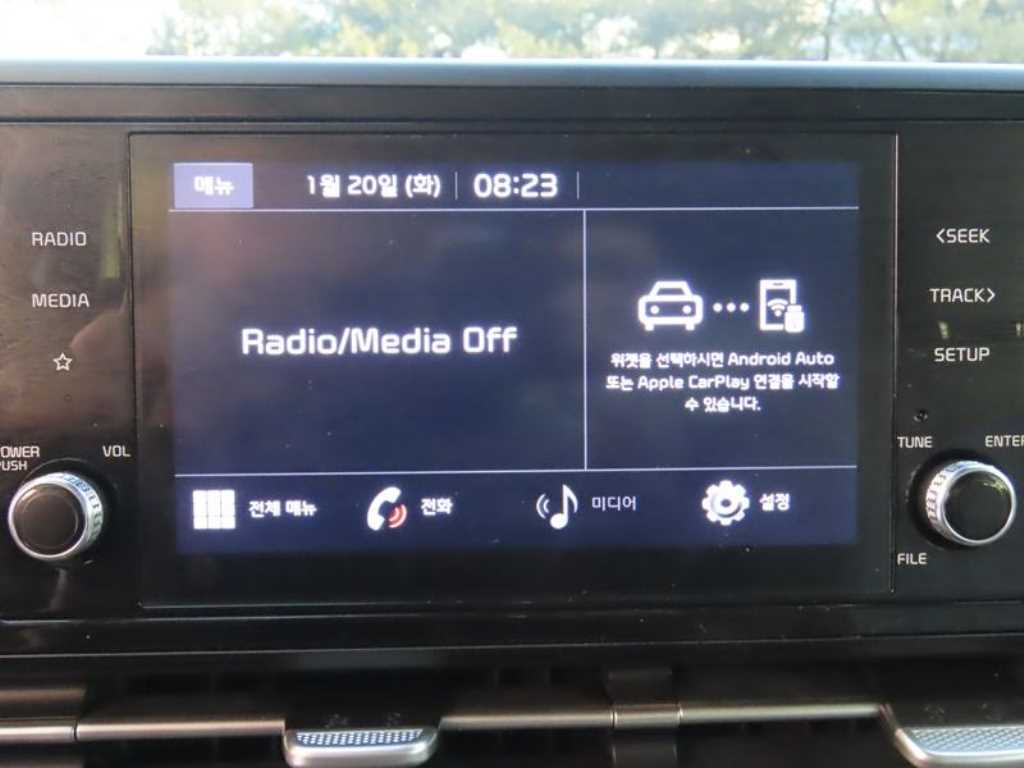 메뉴 1월 20일 (화) 08:23
RADIO
MEDIA
Radio/Media Off
위젯을 선택하시면 Android Auto
또는 Apple CarPlay 연결을 시작할
수 있습니다.
<SEEK
TRACK>
SETUP
OWER
USH
VOL
TUNE
ENTER
전체 메뉴 전화 미디어 설정
FILE